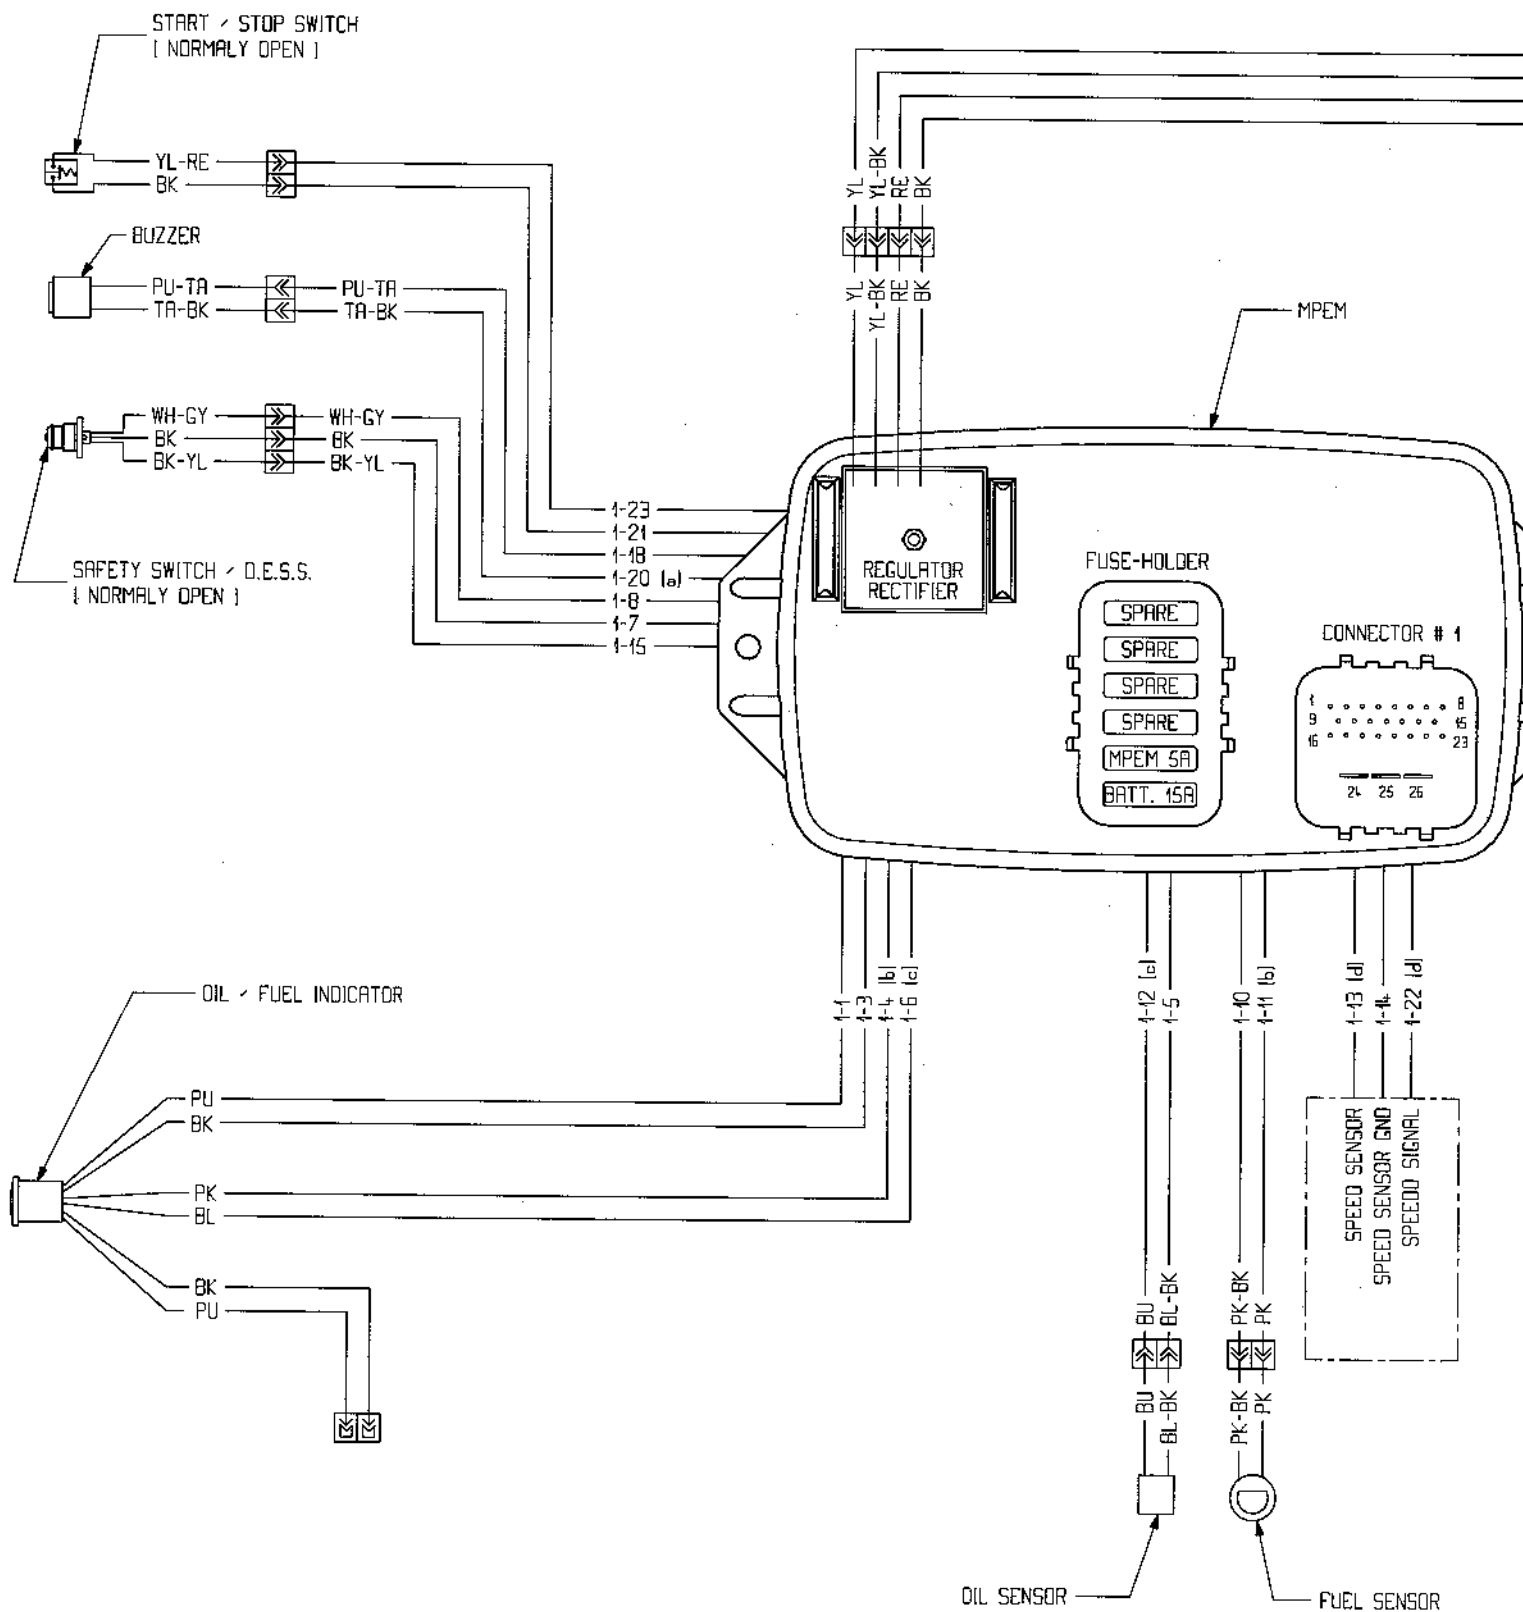 START / STOP SWITCH
[ NORMALY OPEN ]
YL-RE
BK
BUZZER
PU-TA
PU-TA
TA-BK
TA-BK
WH-GY
WH-GY
BK
BK
BK-YL
BK-YL
SAFETY SWITCH / D.E.S.S.
[ NORMALY OPEN ]
YL
YL-BK
RE
BK
YL
YL-BK
RE
BK
MPEM
1-23
1-21
1-18
1-20 (a)
1-8
1-7
1-15
REGULATOR
RECTIFIER
FUSE-HOLDER
SPARE
SPARE
SPARE
SPARE
MPEM 5A
BATT. 15A
CONNECTOR # 1
1 8
9 15
16 23
24 25 26
OIL / FUEL INDICATOR
1-1
1-3
1-4 (b)
1-6 (c)
1-12 (c)
1-5
1-10
1-11 (b)
1-13 (d)
1-14
1-22 (d)
PU
BK
PK
BL
BK
PU
SPEED SENSOR
SPEED SENSOR GND
SPEEDO SIGNAL
BU
BL-BK
PK-BK
PK
BU
BL-BK
PK-BK
PK
OIL SENSOR
FUEL SENSOR